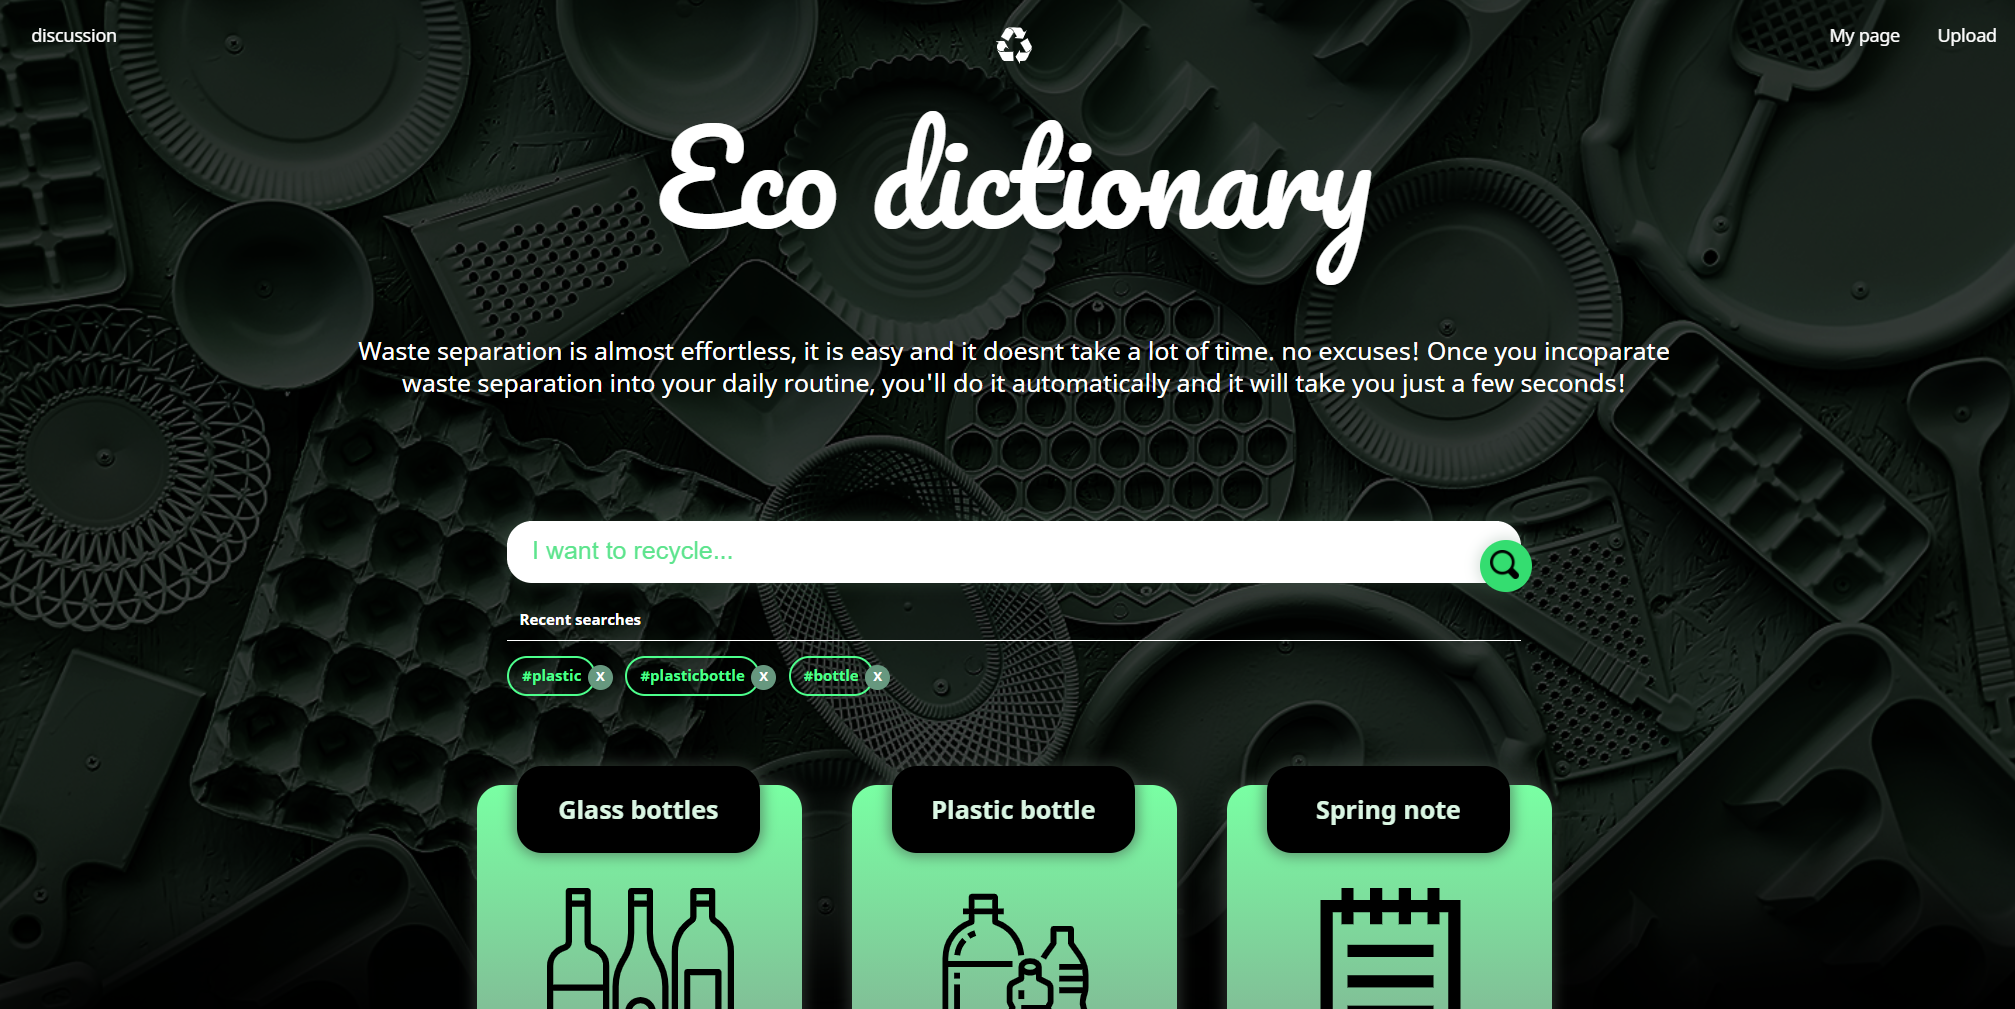 discussion
My page
Upload
Eco dictionary
Waste separation is almost effortless, it is easy and it doesnt take a lot of time. no excuses! Once you incoparate
waste separation into your daily routine, you'll do it automatically and it will take you just a few seconds!
I want to recycle...
Recent searches
#plastic x #plasticbottle x #bottle x
Glass bottles
Plastic bottle
Spring note